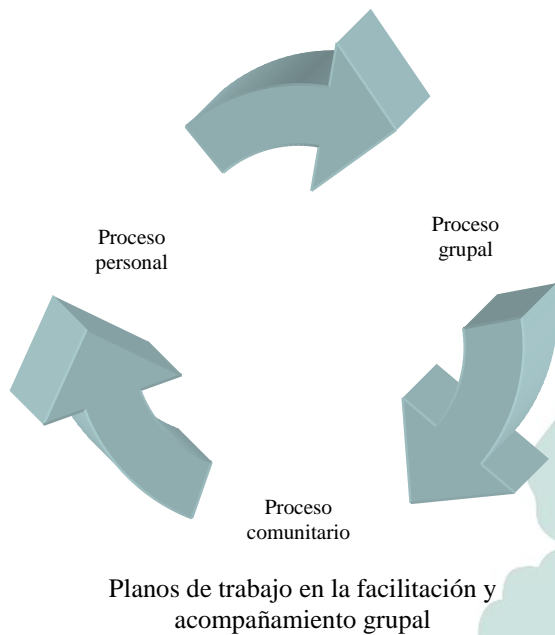 Proceso
personal
Proceso
grupal
Proceso
comunitario
Planos de trabajo en la facilitación y
acompañamiento grupal